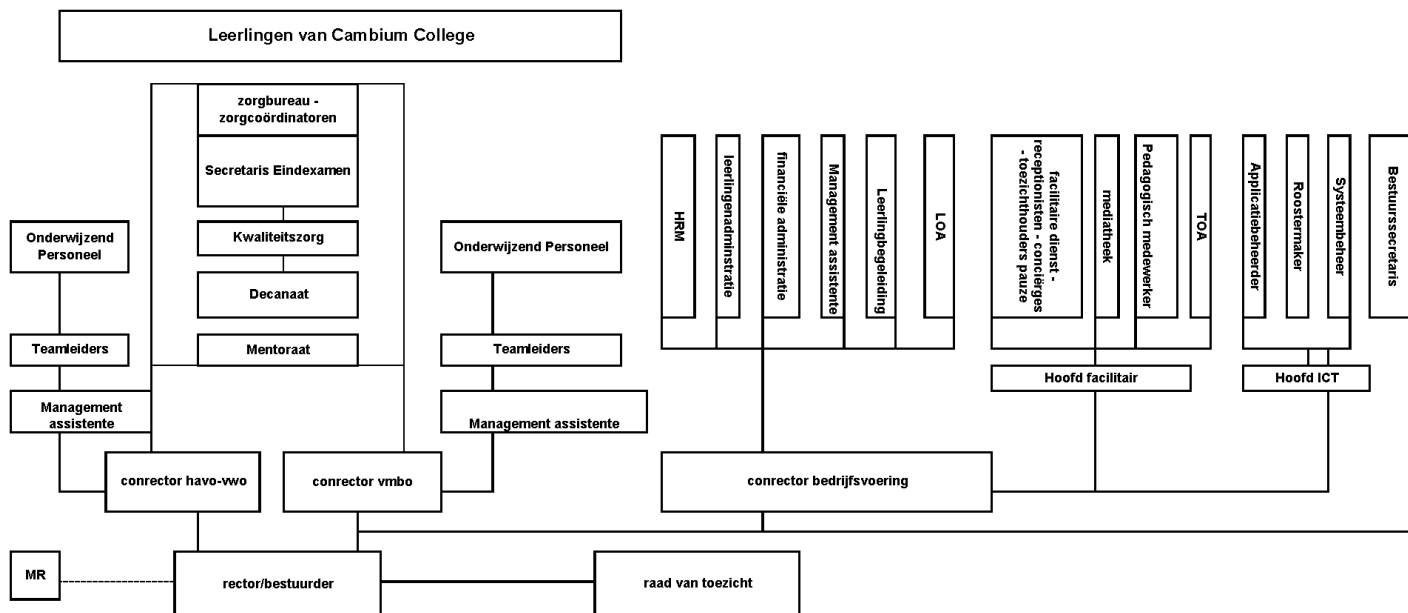 Leerlingen van Cambium College
zorgbureau -
zorgcoördinatoren
Secretaris Eindexamen
Kwaliteitszorg
Decanaat
Mentoraat
Onderwijzend
Personeel
Teamleiders
Management
assistente
Onderwijzend Personeel
Teamleiders
Management assistente
conrector havo-vwo
conrector vmbo
HRM
leerlingenadminstratie
financiële administratie
Management assistente
Leerlingbegeleiding
LOA
facilitaire dienst -
receptionisten - conciërges
- toezichthouders pauze
mediatheek
Pedagogisch medewerker
TOA
Applicatiebeheerder
Roostermaker
Systeembeheer
Bestuurssecretaris
Hoofd facilitair
Hoofd ICT
conrector bedrijfsvoering
MR
rector/bestuurder
raad van toezicht